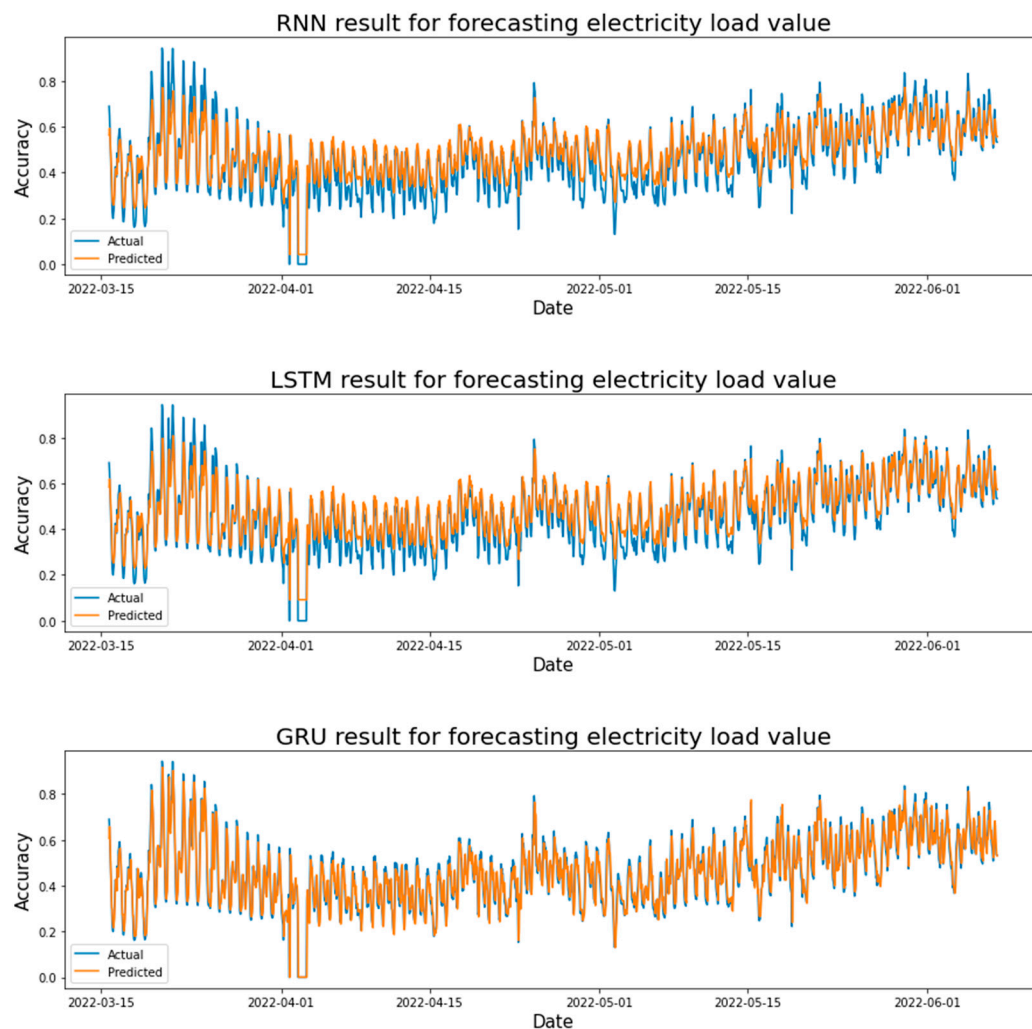 RNN result for forecasting electricity load value
Accuracy
0.8
0.6
0.4
0.2
0.0
Actual
Predicted
2022-03-15 2022-04-01 2022-04-15 2022-05-01 2022-05-15 2022-06-01
Date
LSTM result for forecasting electricity load value
Accuracy
0.8
0.6
0.4
0.2
0.0
Actual
Predicted
2022-03-15 2022-04-01 2022-04-15 2022-05-01 2022-05-15 2022-06-01
Date
GRU result for forecasting electricity load value
Accuracy
0.8
0.6
0.4
0.2
0.0
Actual
Predicted
2022-03-15 2022-04-01 2022-04-15 2022-05-01 2022-05-15 2022-06-01
Date